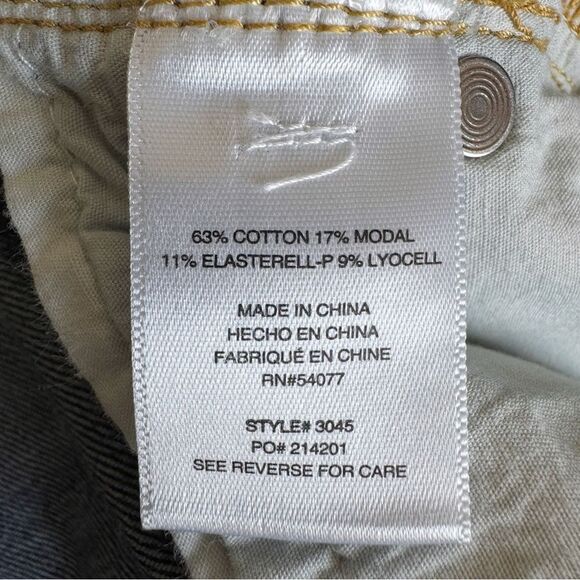 63% COTTON 17% MODAL
11% ELASTERELL-P 9% LYOCELL
MADE IN CHINA
HECHO EN CHINA
FABRIQUÉ EN CHINE
RN#54077
STYLE# 3045
PO# 214201
SEE REVERSE FOR CARE